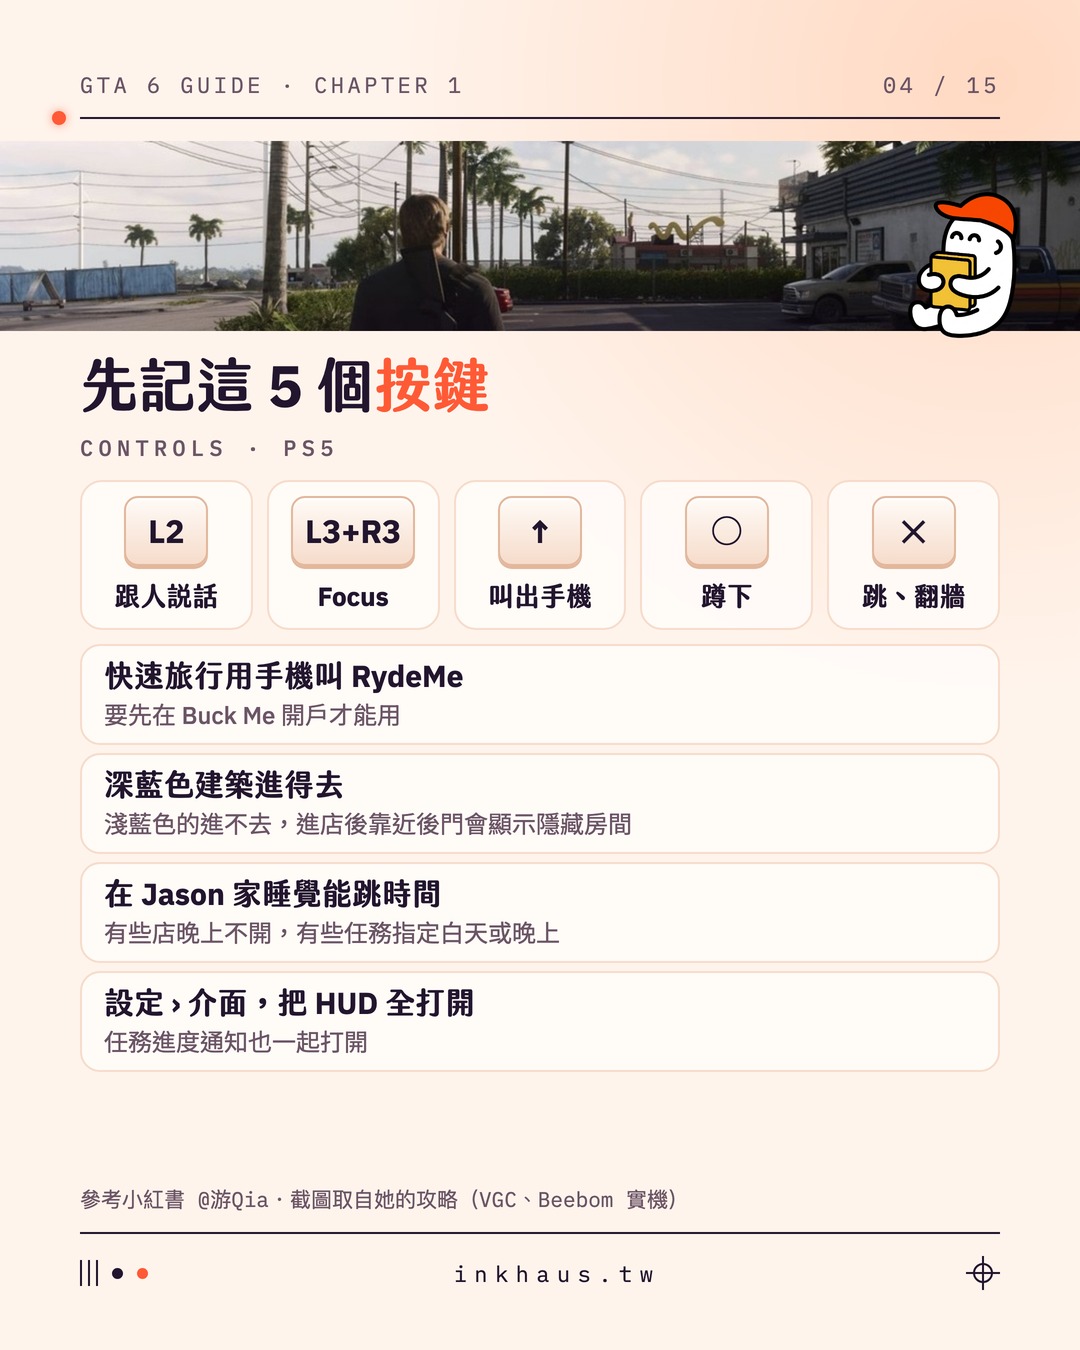 GTA 6 GUIDE · CHAPTER 1
04 / 15
先記這 5 個按鍵
CONTROLS · PS5
L2
L3+R3
↑
○
×
跟人説話
Focus
叫出手機
蹲下
跳、翻牆
快速旅行用手機叫 RydeMe
要先在 Buck Me 開戶才能用
深藍色建築進得去
淺藍色的進不去，進店後靠近後門會顯示隱藏房間
在 Jason 家睡覺能跳時間
有些店晚上不開，有些任務指定白天或晚上
設定 › 介面，把 HUD 全打開
任務進度通知也一起打開
參考小紅書 @游Qia · 截圖取自她的攻略（VGC、Beebom 實機）
inkhaus.tw